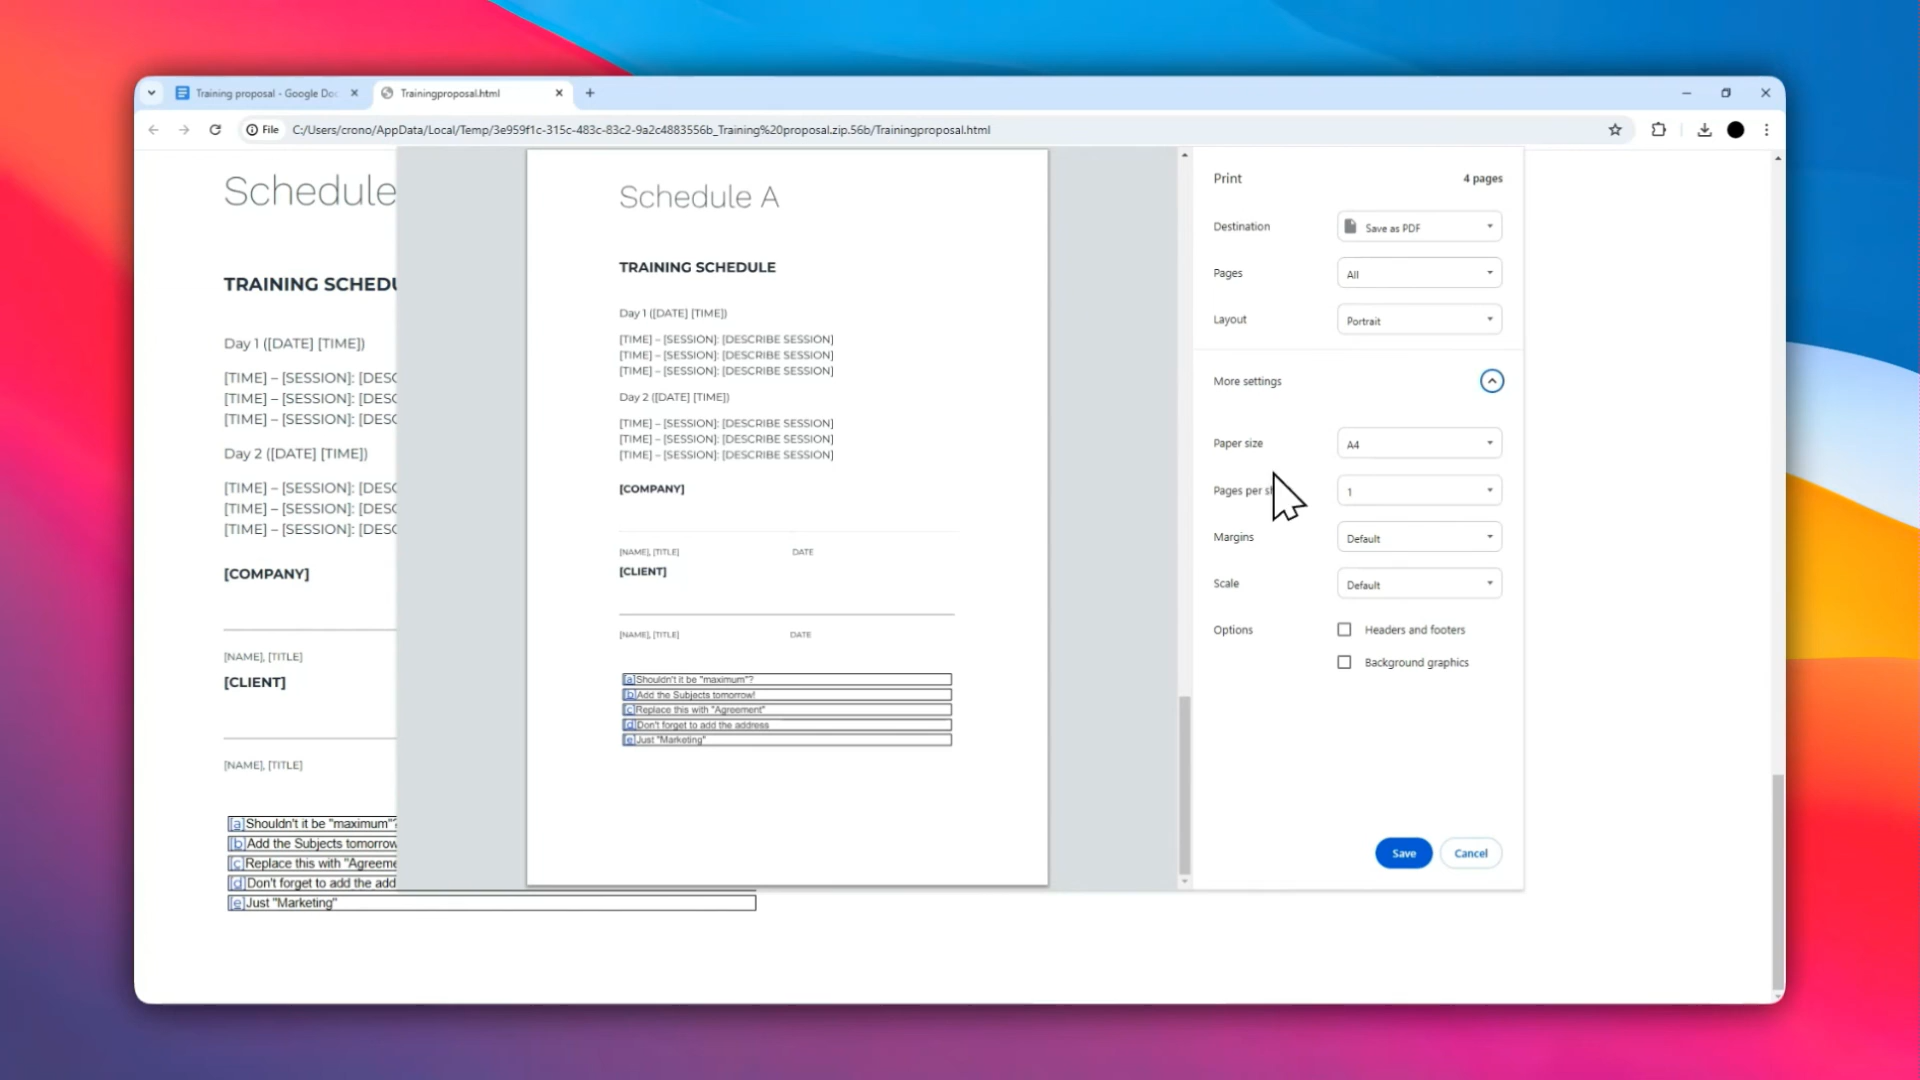 Training proposal - Google Doc
Trainingproposal.html
File
C:/Users/crono/AppData/Local/Temp/3e959f1c-315c-483c-83c2-9a2c4883556b_Training%20proposal.zip.56b/Trainingproposal.html
Schedule
TRAINING SCHEDU
Day 1 ([DATE] [TIME])
[TIME] – [SESSION]: [DESC
[TIME] – [SESSION]: [DESC
[TIME] – [SESSION]: [DESC
Day 2 ([DATE] [TIME])
[TIME] – [SESSION]: [DESC
[TIME] – [SESSION]: [DESC
[TIME] – [SESSION]: [DESC
[COMPANY]
[NAME], [TITLE]
[CLIENT]
[NAME], [TITLE]
[a]Shouldn't it be "maximum"?
[b]Add the Subjects tomorrow
[c]Replace this with "Agreeme
[d]Don't forget to add the add
[e]Just "Marketing"
Schedule A
TRAINING SCHEDULE
Day 1 ([DATE] [TIME])
[TIME] – [SESSION]: [DESCRIBE SESSION]
[TIME] – [SESSION]: [DESCRIBE SESSION]
[TIME] – [SESSION]: [DESCRIBE SESSION]
Day 2 ([DATE] [TIME])
[TIME] – [SESSION]: [DESCRIBE SESSION]
[TIME] – [SESSION]: [DESCRIBE SESSION]
[TIME] – [SESSION]: [DESCRIBE SESSION]
[COMPANY]
[NAME], [TITLE] DATE
[CLIENT]
[NAME], [TITLE] DATE
[a]Shouldn't it be "maximum"?
[b]Add the Subjects tomorrow!
[c]Replace this with "Agreement"
[d]Don't forget to add the address
[e]Just "Marketing"
Print 4 pages
Destination Save as PDF
Pages All
Layout Portrait
More settings
Paper size A4
Pages per sh 1
Margins Default
Scale Default
Options Headers and footers
Background graphics
Save Cancel